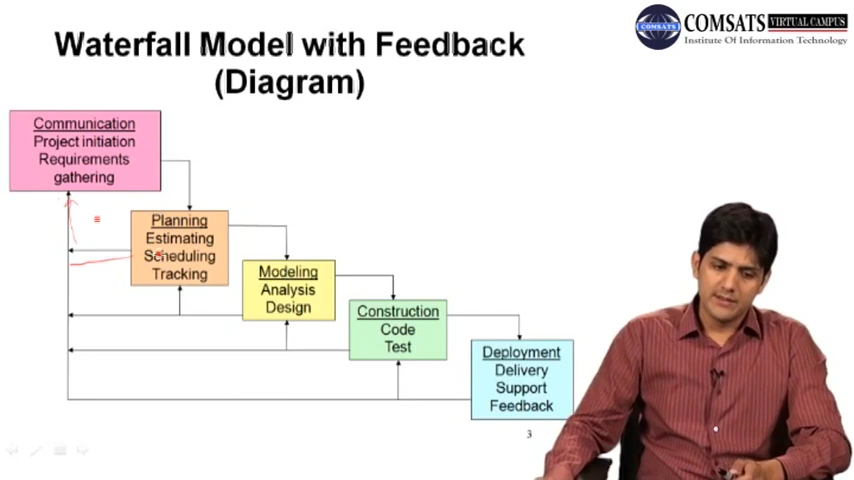 Waterfall Model with Feedback
(Diagram)
COMSATS
COMSATS
VIRTUAL CAMPUS
Institute Of Information Technology
Communication
Project initiation
Requirements
gathering
Planning
Estimating
Scheduling
Tracking
Modeling
Analysis
Design
Construction
Code
Test
Deployment
Delivery
Support
Feedback
3